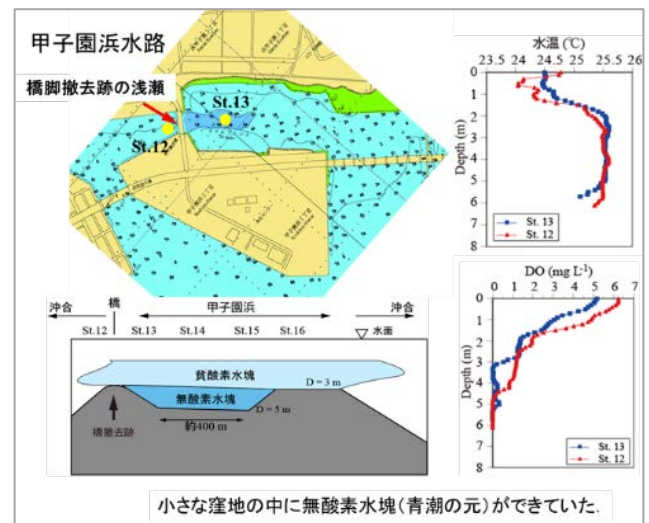 甲子園浜水路
橋脚撤去跡の浅瀬
St.13
St.12
水温 (℃)
23.5 24 24.5 25 25.5 26
Depth (m)
0
1
2
3
4
5
6
7
8
St. 13
St. 12
DO (mg L-1)
0 1 2 3 4 5 6 7
Depth (m)
0
1
2
3
4
5
6
7
8
St. 13
St. 12
沖合 橋 甲子園浜 沖合
St.12 St.13 St.14 St.15 St.16 水面
貧酸素水塊
D = 3 m
無酸素水塊
D = 5 m
約400 m
橋撤去跡
小さな窪地の中に無酸素水塊(青潮の元)ができていた.